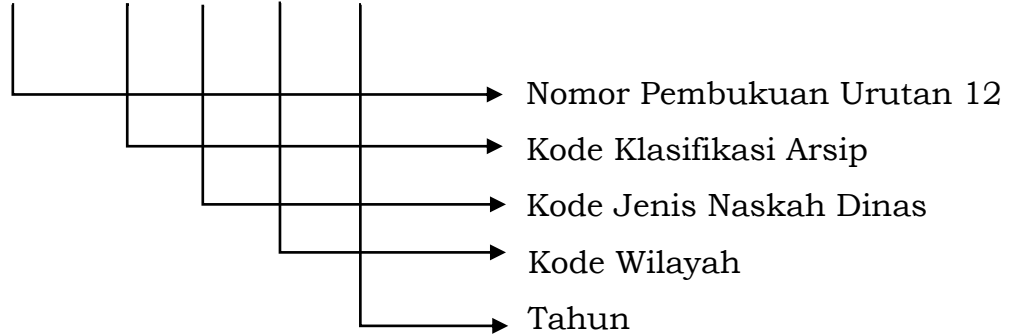 Nomor Pembukuan Urutan 12
Kode Klasifikasi Arsip
Kode Jenis Naskah Dinas
Kode Wilayah
Tahun